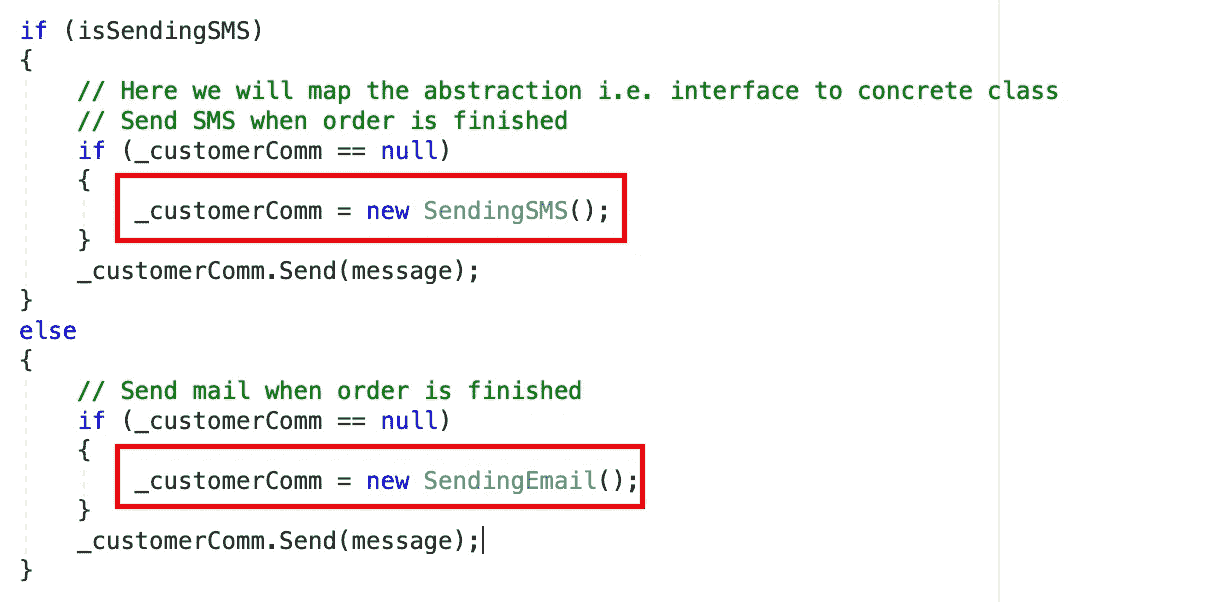 if (isSendingSMS)
{
    // Here we will map the abstraction i.e. interface to concrete class
    // Send SMS when order is finished
    if (_customerComm == null)
    {
        _customerComm = new SendingSMS();
    }
    _customerComm.Send(message);
}
else
{
    // Send mail when order is finished
    if (_customerComm == null)
    {
        _customerComm = new SendingEmail();
    }
    _customerComm.Send(message);
}